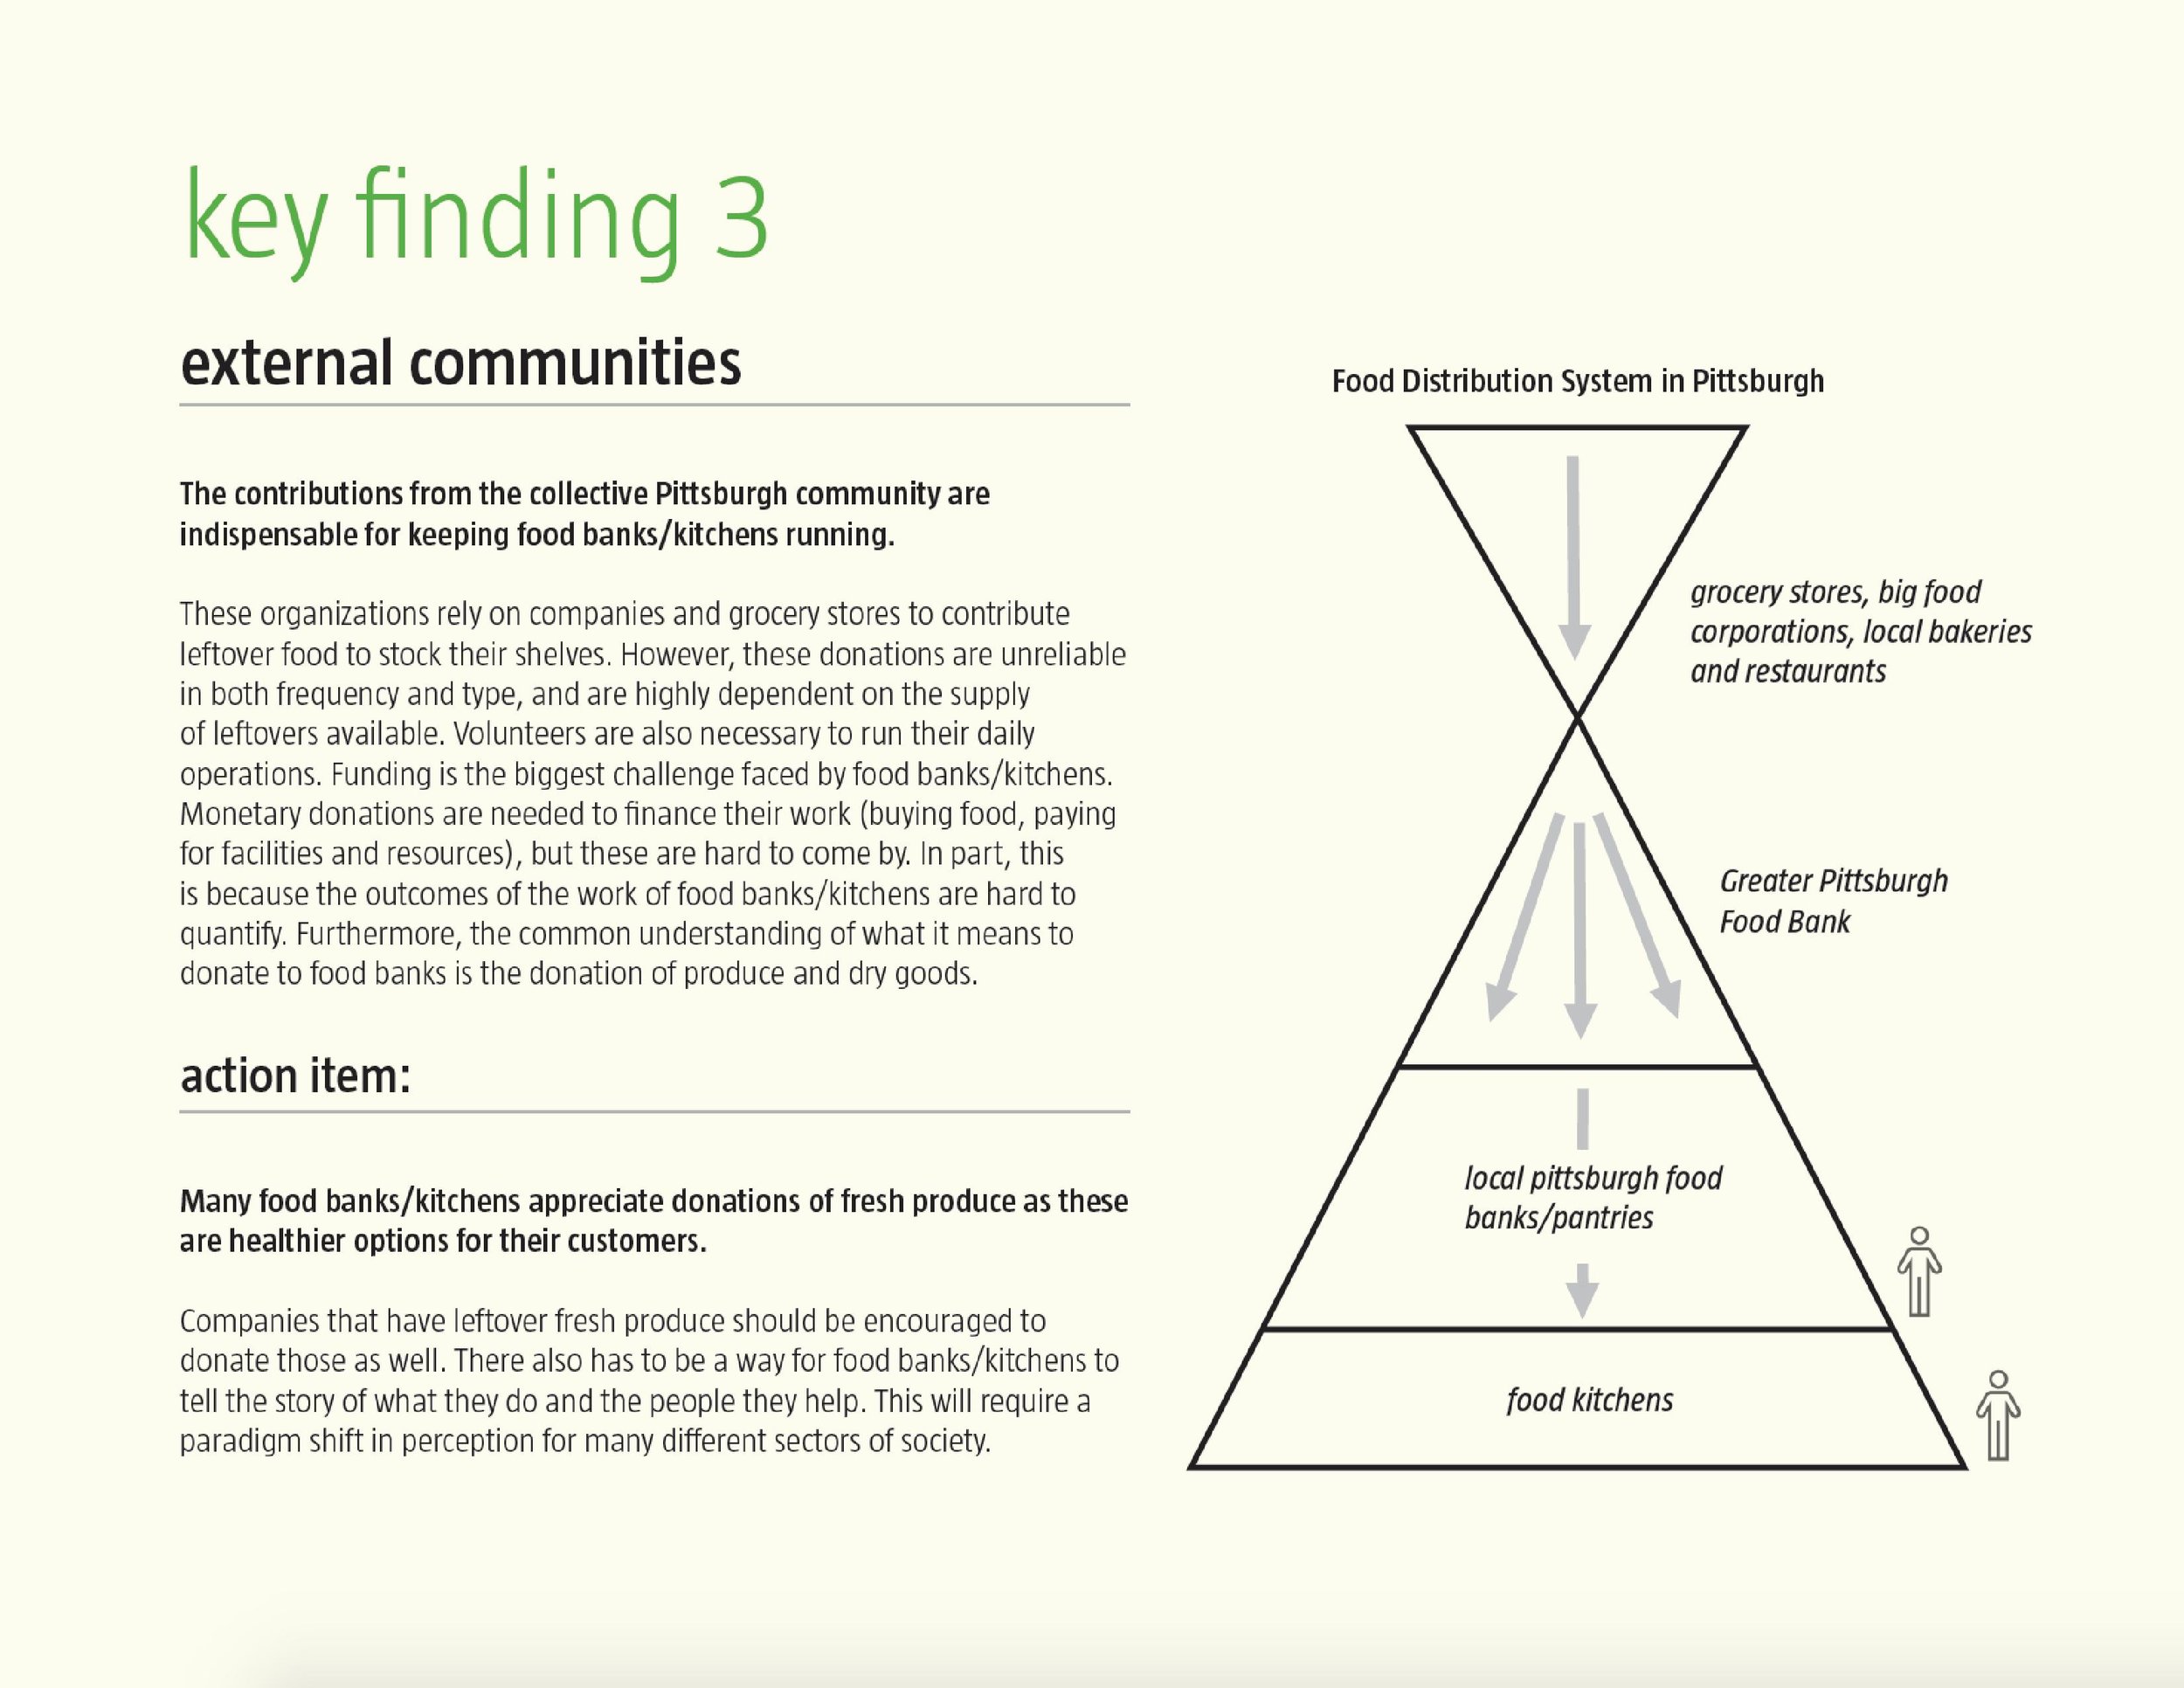 key finding 3
external communities
The contributions from the collective Pittsburgh community are
indispensable for keeping food banks/kitchens running.
These organizations rely on companies and grocery stores to contribute
leftover food to stock their shelves. However, these donations are unreliable
in both frequency and type, and are highly dependent on the supply
of leftovers available. Volunteers are also necessary to run their daily
operations. Funding is the biggest challenge faced by food banks/kitchens.
Monetary donations are needed to finance their work (buying food, paying
for facilities and resources), but these are hard to come by. In part, this
is because the outcomes of the work of food banks/kitchens are hard to
quantify. Furthermore, the common understanding of what it means to
donate to food banks is the donation of produce and dry goods.
action item:
Many food banks/kitchens appreciate donations of fresh produce as these
are healthier options for their customers.
Companies that have leftover fresh produce should be encouraged to
donate those as well. There also has to be a way for food banks/kitchens to
tell the story of what they do and the people they help. This will require a
paradigm shift in perception for many different sectors of society.
Food Distribution System in Pittsburgh
grocery stores, big food
corporations, local bakeries
and restaurants
Greater Pittsburgh
Food Bank
local pittsburgh food
banks/pantries
food kitchens